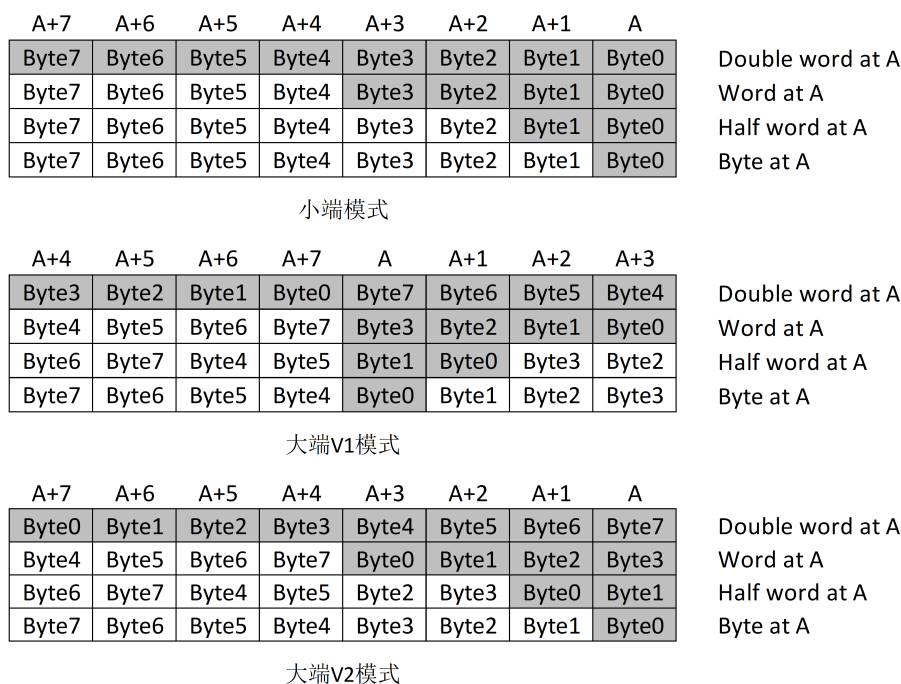 A+7 A+6 A+5 A+4 A+3 A+2 A+1 A
Byte7 Byte6 Byte5 Byte4 Byte3 Byte2 Byte1 Byte0 Double word at A
Byte7 Byte6 Byte5 Byte4 Byte3 Byte2 Byte1 Byte0 Word at A
Byte7 Byte6 Byte5 Byte4 Byte3 Byte2 Byte1 Byte0 Half word at A
Byte7 Byte6 Byte5 Byte4 Byte3 Byte2 Byte1 Byte0 Byte at A
小端模式
A+4 A+5 A+6 A+7 A A+1 A+2 A+3
Byte3 Byte2 Byte1 Byte0 Byte7 Byte6 Byte5 Byte4 Double word at A
Byte4 Byte5 Byte6 Byte7 Byte3 Byte2 Byte1 Byte0 Word at A
Byte6 Byte7 Byte4 Byte5 Byte1 Byte0 Byte3 Byte2 Half word at A
Byte7 Byte6 Byte5 Byte4 Byte0 Byte1 Byte2 Byte3 Byte at A
大端V1模式
A+7 A+6 A+5 A+4 A+3 A+2 A+1 A
Byte0 Byte1 Byte2 Byte3 Byte4 Byte5 Byte6 Byte7 Double word at A
Byte4 Byte5 Byte6 Byte7 Byte0 Byte1 Byte2 Byte3 Word at A
Byte6 Byte7 Byte4 Byte5 Byte2 Byte3 Byte0 Byte1 Half word at A
Byte7 Byte6 Byte5 Byte4 Byte3 Byte2 Byte1 Byte0 Byte at A
大端V2模式